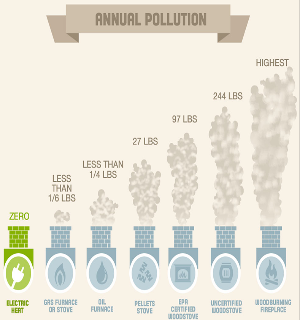 ANNUAL POLLUTION
HIGHEST
244 LBS
97 LBS
27 LBS
LESS THAN
1/4 LBS
LESS
THAN
1/6 LBS
ZERO
ELECTRIC
HEAT
GAS FURNACE
OR STOVE
OIL
FURNACE
PELLETS
STOVE
EPA
CERTIFIED
WOODSTOVE
UNCERTIFIED
WOODSTOVE
WOODBURNING
FIREPLACE